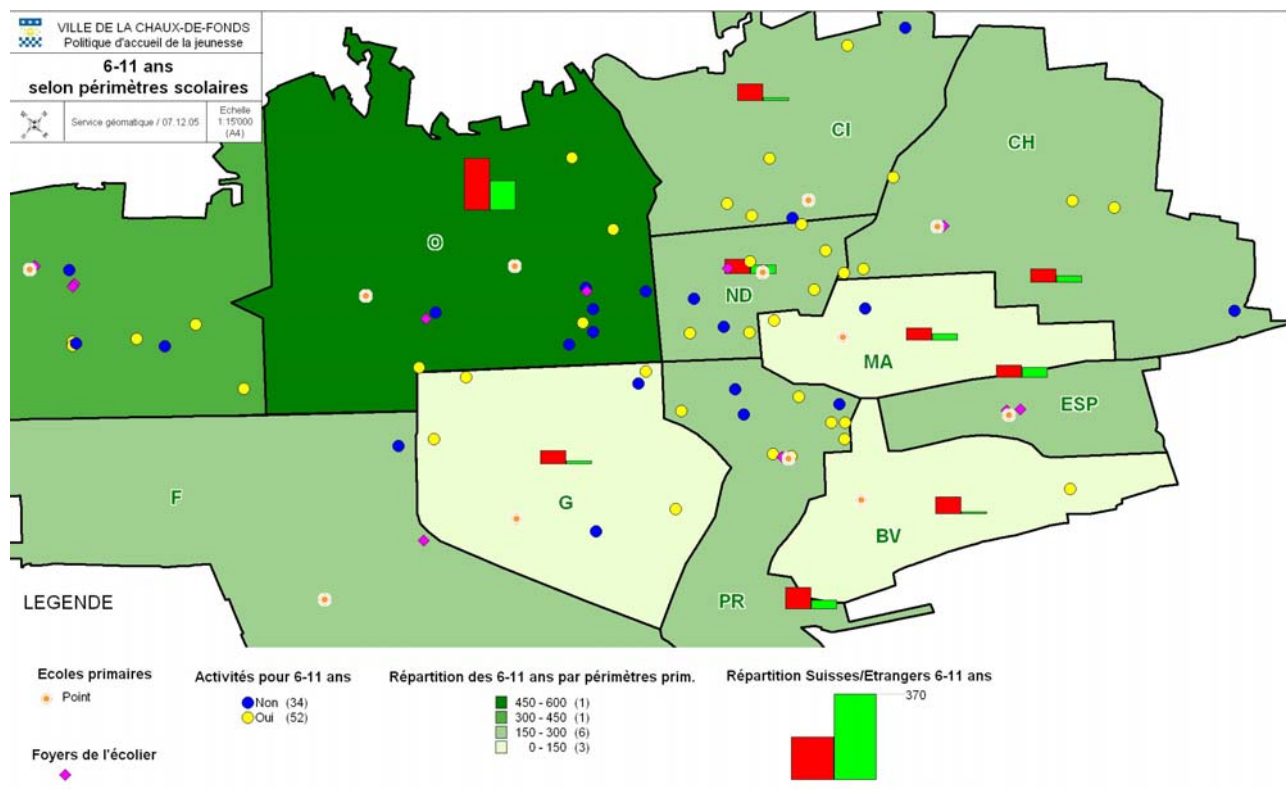 VILLE DE LA CHAUX-DE-FONDS
Politique d'accueil de la jeunesse
6-11 ans
selon périmètres scolaires
Service géomatique / 07.12.05
Echelle
1:15'000
(A4)
CI
CH
O
ND
MA
ESP
F
G
BV
PR
LEGENDE
Ecoles primaires
Point
Foyers de l'écolier
Activités pour 6-11 ans
Non (34)
Oui (52)
Répartition des 6-11 ans par périmètres prim.
450 - 600 (1)
300 - 450 (1)
150 - 300 (6)
0 - 150 (3)
Répartition Suisses/Etrangers 6-11 ans
370